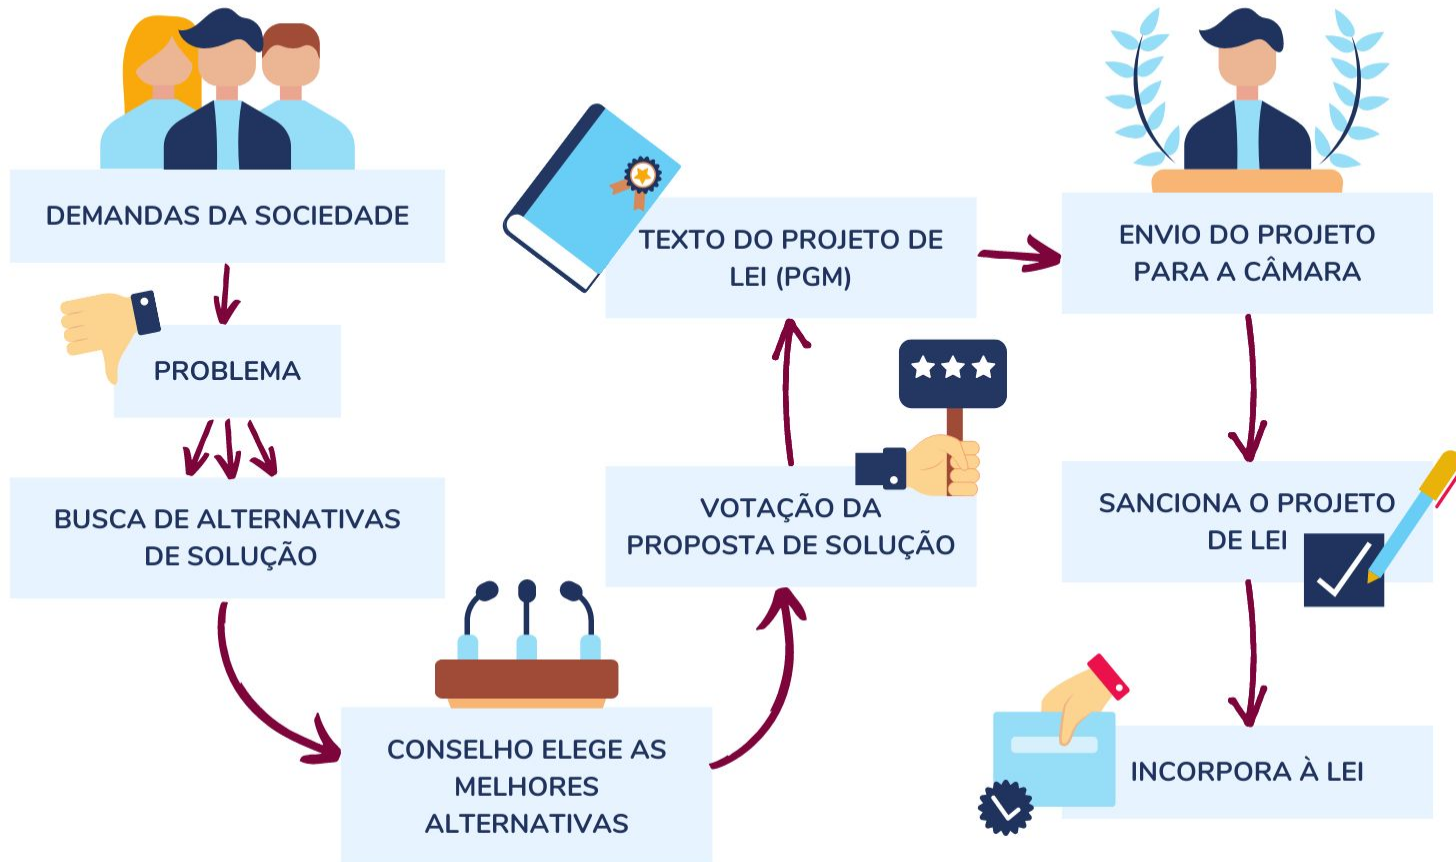 DEMANDAS DA SOCIEDADE
PROBLEMA
BUSCA DE ALTERNATIVAS
DE SOLUÇÃO
CONSELHO ELEGE AS
MELHORES
ALTERNATIVAS
VOTAÇÃO DA
PROPOSTA DE SOLUÇÃO
TEXTO DO PROJETO DE
LEI (PGM)
ENVIO DO PROJETO
PARA A CÂMARA
SANCIONA O PROJETO
DE LEI
INCORPORA À LEI